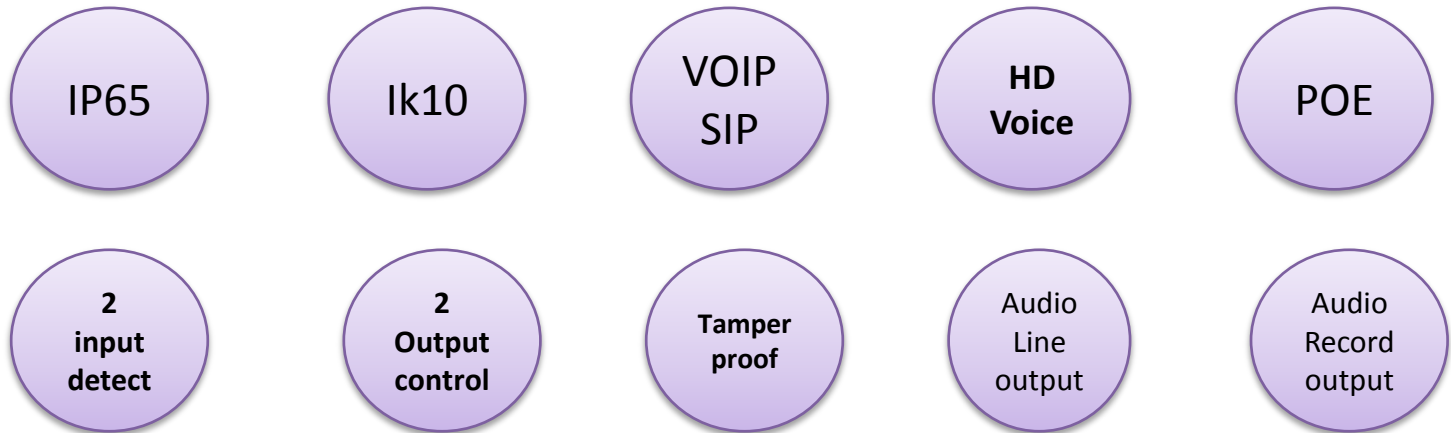 IP65
Ik10
VOIP
SIP
HD
Voice
POE
2
input
detect
2
Output
control
Tamper
proof
Audio
Line
output
Audio
Record
output